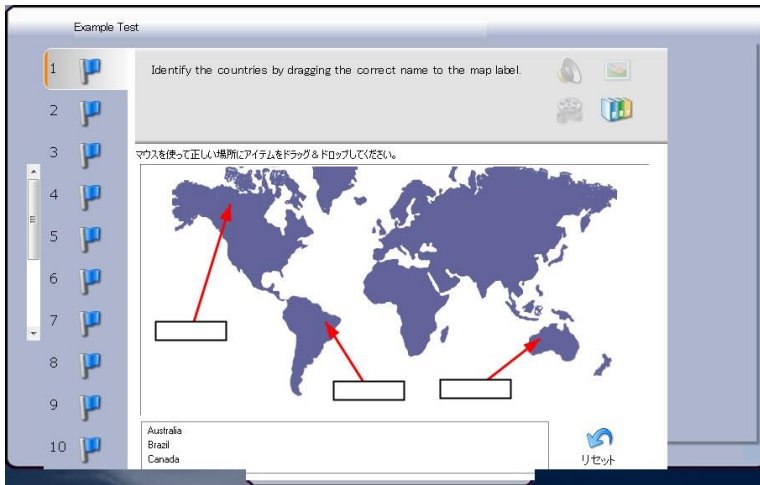 Example Test
1
Identify the countries by dragging the correct name to the map label.
2
3
マウスを使って正しい場所にアイテムをドラッグ＆ドロップしてください。
4
5
6
7
8
9
10
Australia
Brazil
Canada
リセット